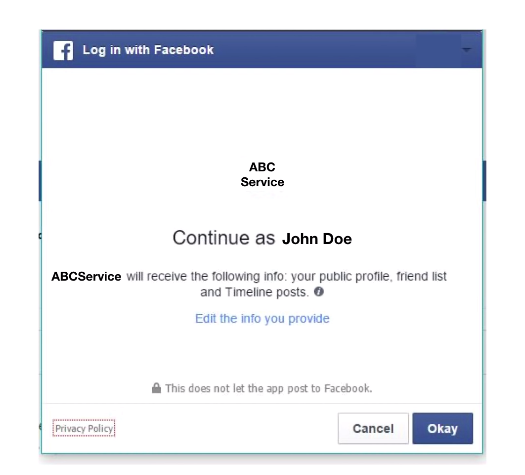 Log in with Facebook
ABC
Service
Continue as John Doe
ABCService will receive the following info: your public profile, friend list
and Timeline posts.
Edit the info you provide
This does not let the app post to Facebook.
Privacy Policy
Cancel
Okay